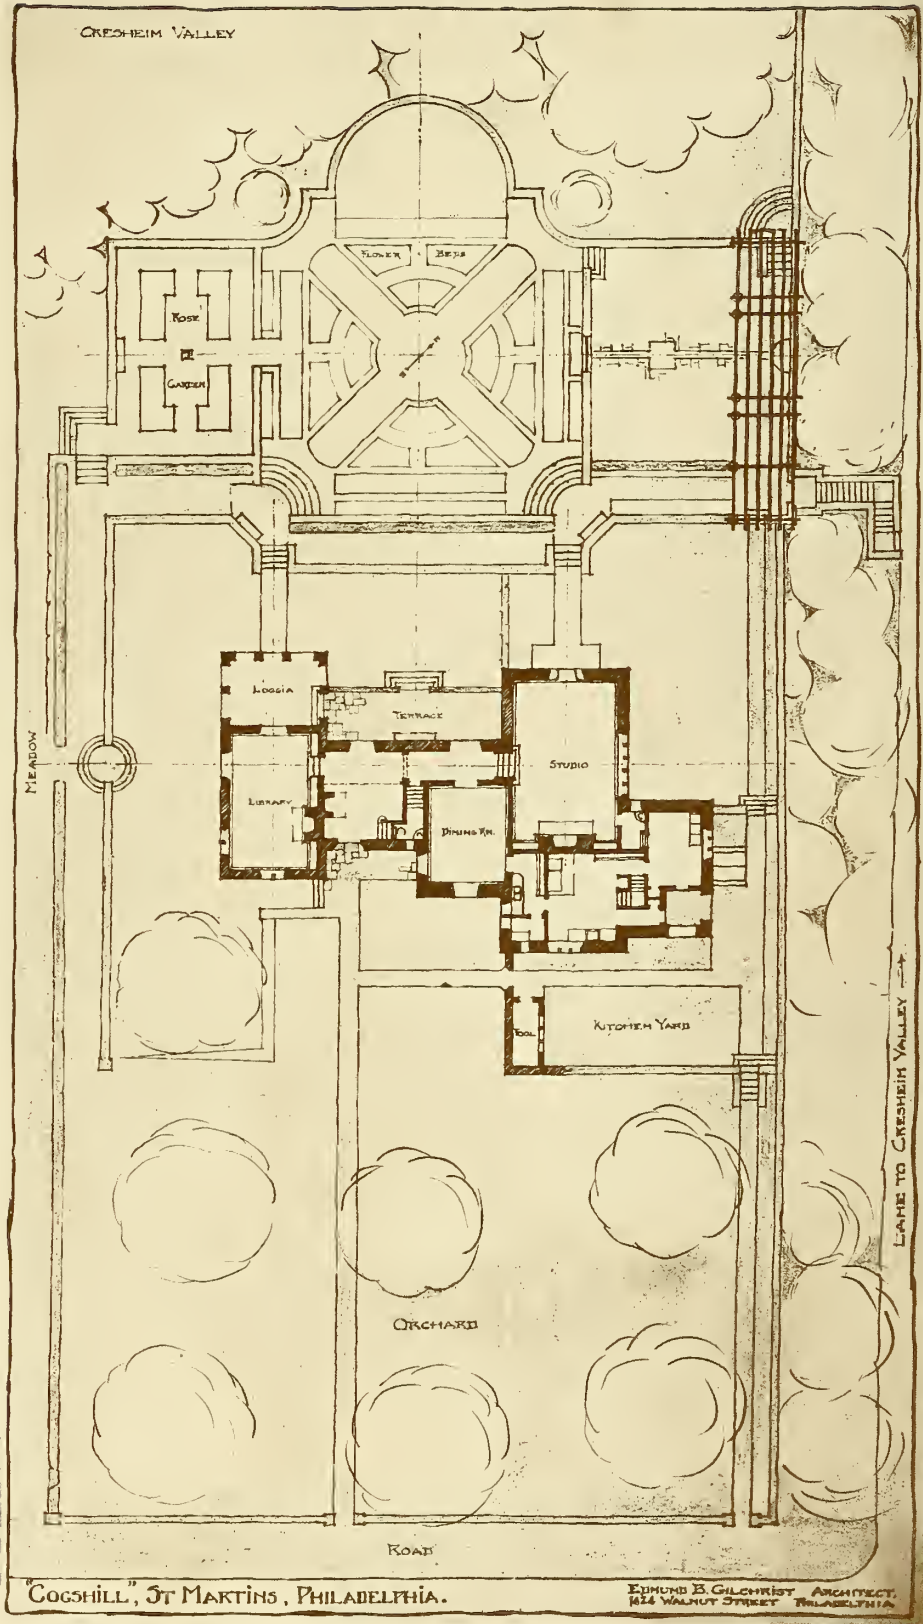 CRESHEIM VALLEY
FLOWER BEDS
ROSE
GARDEN
LOGGIA
TERRACE
MEADOW
STUDIO
LIBRARY
DINING RM.
TOOL
KITCHEN YARD
LANE TO CRESHEIM VALLEY
ORCHARD
ROAD
"COGSHILL", ST MARTINS, PHILADELPHIA.
EDMUND B. GILCHRIST ARCHITECT.
1624 WALNUT STREET PHILADELPHIA